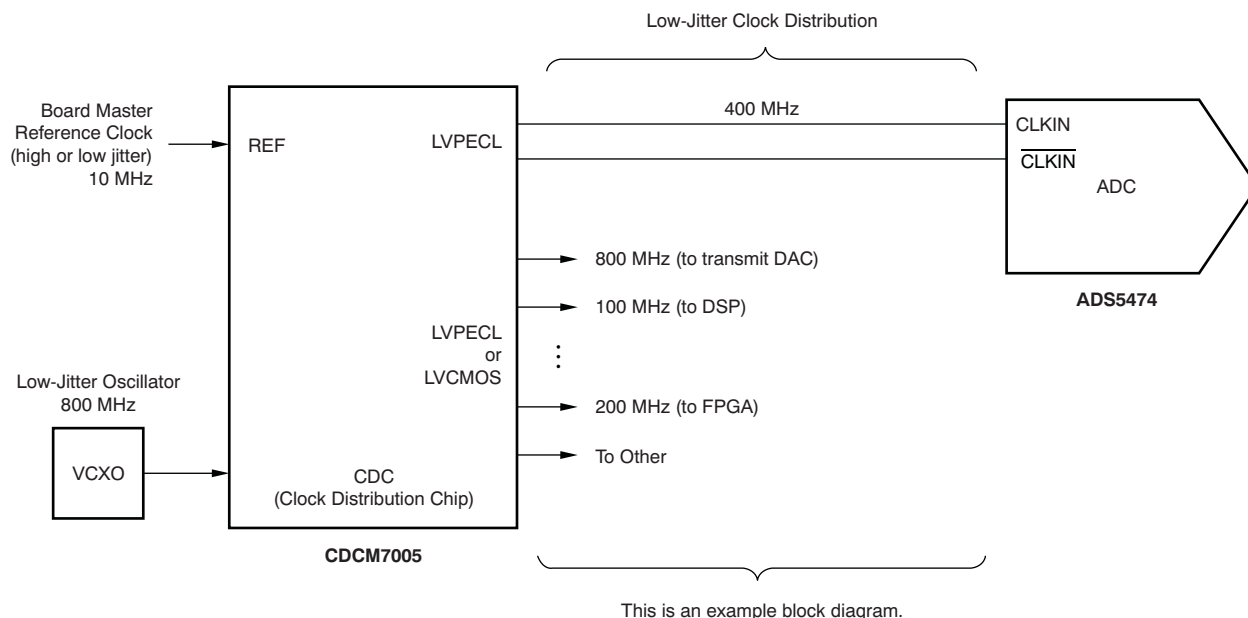 Low-Jitter Clock Distribution
Board Master
Reference Clock
(high or low jitter)
10 MHz
REF
LVPECL
400 MHz
CLKIN
CLKIN
ADC
ADS5474
800 MHz (to transmit DAC)
100 MHz (to DSP)
LVPECL
or
LVCMOS
200 MHz (to FPGA)
To Other
Low-Jitter Oscillator
800 MHz
VCXO
CDC
(Clock Distribution Chip)
CDCM7005
This is an example block diagram.